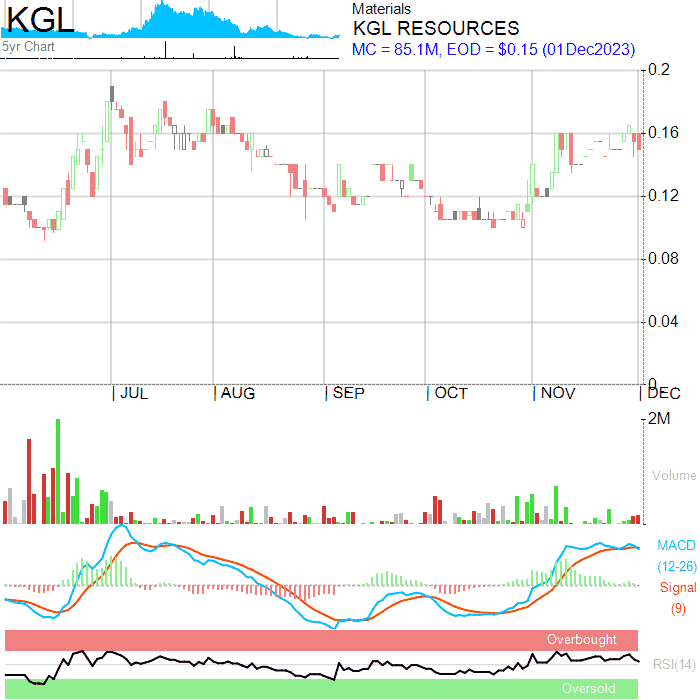 KGL
5yr Chart
Materials
KGL RESOURCES
MC = 85.1M, EOD = $0.15 (01Dec2023)
0.2
0.16
0.12
0.08
0.04
0
JUL
AUG
SEP
OCT
NOV
DEC
2M
Volume
MACD
(12-26)
Signal
(9)
Overbought
RSI(14)
Oversold